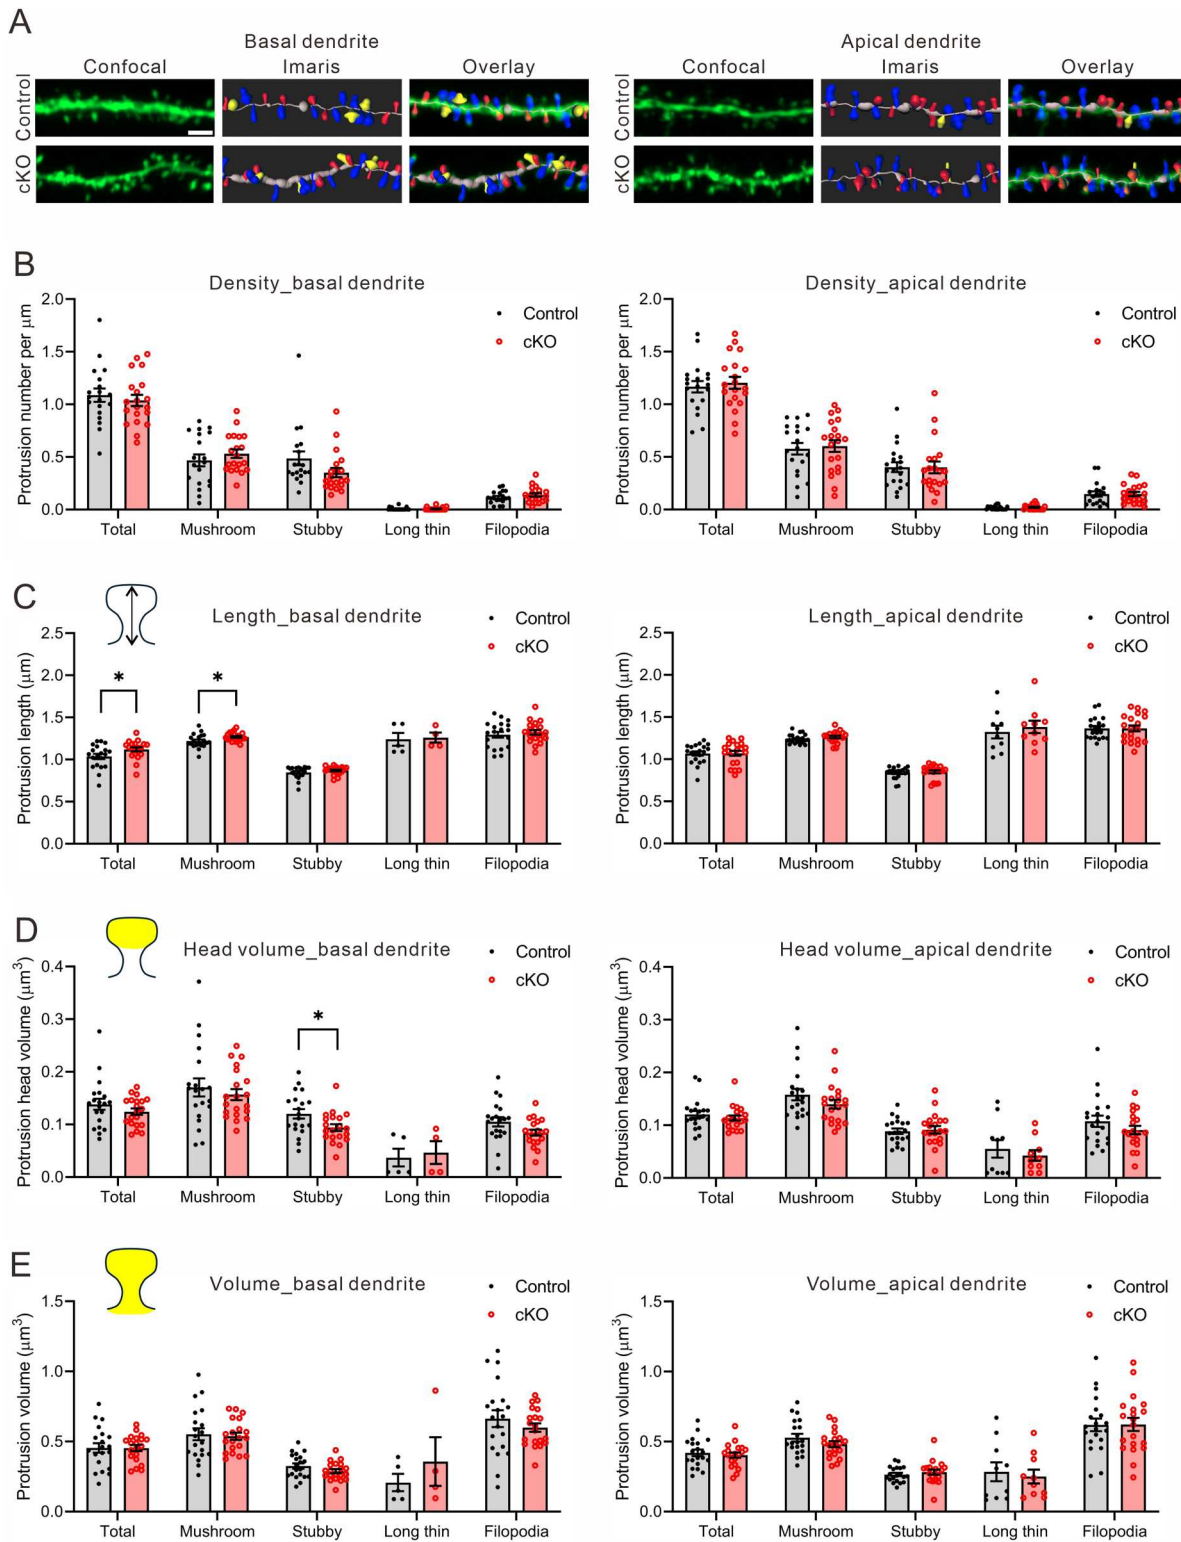 A
Basal dendrite
Apical dendrite
Confocal Imaris Overlay
Confocal Imaris Overlay
Control
cKO
Control
cKO
B
Density_basal dendrite
Protrusion number per μm
2.0
1.5
1.0
0.5
0.0
Control
cKO
Total Mushroom Stubby Long thin Filopodia
Density_apical dendrite
Protrusion number per μm
2.0
1.5
1.0
0.5
0.0
Control
cKO
Total Mushroom Stubby Long thin Filopodia
C
Length_basal dendrite
Protrusion length (μm)
2.5
2.0
1.5
1.0
0.5
0.0
* *
Control
cKO
Total Mushroom Stubby Long thin Filopodia
Length_apical dendrite
Protrusion length (μm)
2.5
2.0
1.5
1.0
0.5
0.0
Control
cKO
Total Mushroom Stubby Long thin Filopodia
D
Head volume_basal dendrite
Protrusion head volume (μm³)
0.4
0.3
0.2
0.1
0.0
*
Control
cKO
Total Mushroom Stubby Long thin Filopodia
Head volume_apical dendrite
Protrusion head volume (μm³)
0.4
0.3
0.2
0.1
0.0
Control
cKO
Total Mushroom Stubby Long thin Filopodia
E
Volume_basal dendrite
Protrusion volume (μm³)
1.5
1.0
0.5
0.0
Control
cKO
Total Mushroom Stubby Long thin Filopodia
Volume_apical dendrite
Protrusion volume (μm³)
1.5
1.0
0.5
0.0
Control
cKO
Total Mushroom Stubby Long thin Filopodia